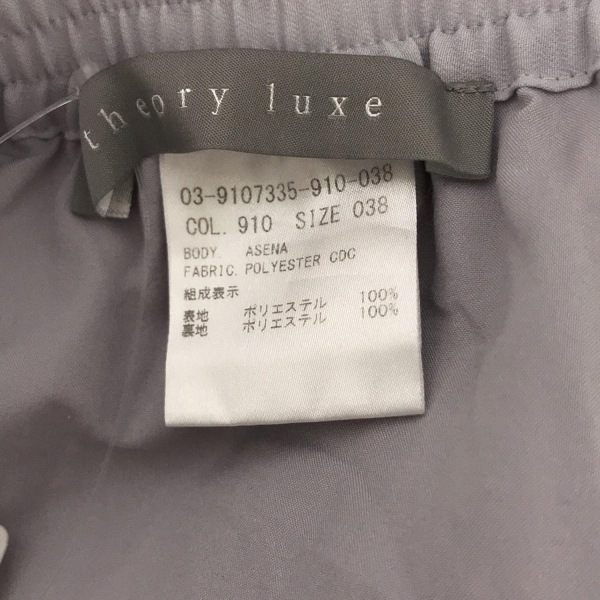 theory luxe
03-9107335-910-038
COL. 910 SIZE 038
BODY. ASENA
FABRIC. POLYESTER CDC
組成表示
表地 ポリエステル 100%
裏地 ポリエステル 100%